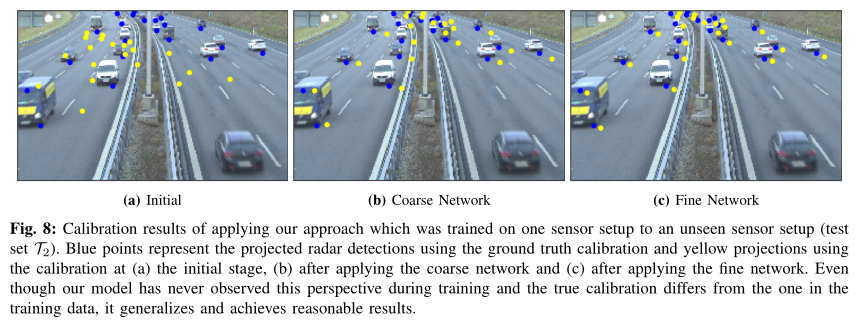 (a) Initial
(b) Coarse Network
(c) Fine Network
Fig. 8: Calibration results of applying our approach which was trained on one sensor setup to an unseen sensor setup (test
set 𝒯₂). Blue points represent the projected radar detections using the ground truth calibration and yellow projections using
the calibration at (a) the initial stage, (b) after applying the coarse network and (c) after applying the fine network. Even
though our model has never observed this perspective during training and the true calibration differs from the one in the
training data, it generalizes and achieves reasonable results.